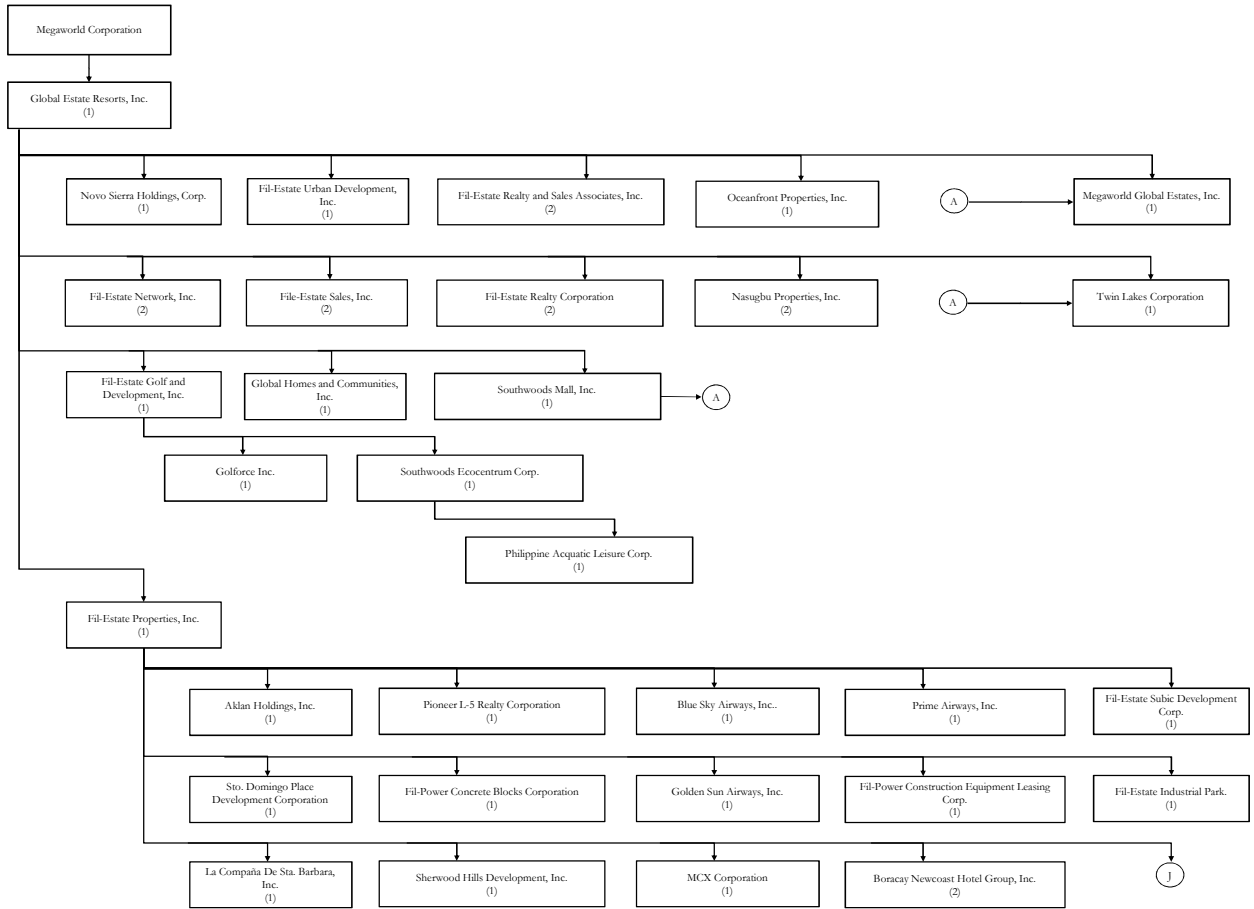 Megaworld Corporation
Global Estate Resorts, Inc.
(1)
Novo Sierra Holdings, Corp.
(1)
Fil-Estate Urban Development,
Inc.
(1)
Fil-Estate Realty and Sales Associates, Inc.
(2)
Oceanfront Properties, Inc.
(1)
A
Megaworld Global Estates, Inc.
(1)
Fil-Estate Network, Inc.
(2)
File-Estate Sales, Inc.
(2)
Fil-Estate Realty Corporation
(2)
Nasugbu Properties, Inc.
(2)
A
Twin Lakes Corporation
(1)
Fil-Estate Golf and
Development, Inc.
(1)
Global Homes and Communities,
Inc.
(1)
Southwoods Mall, Inc.
(1)
A
Golforce Inc.
(1)
Southwoods Ecocentrum Corp.
(1)
Philippine Acquatic Leisure Corp.
(1)
Fil-Estate Properties, Inc.
(1)
Aklan Holdings, Inc.
(1)
Pioneer L-5 Realty Corporation
(1)
Blue Sky Airways, Inc..
(1)
Prime Airways, Inc.
(1)
Fil-Estate Subic Development
Corp.
(1)
Sto. Domingo Place
Development Corporation
(1)
Fil-Power Concrete Blocks Corporation
(1)
Golden Sun Airways, Inc.
(1)
Fil-Power Construction Equipment Leasing
Corp.
(1)
Fil-Estate Industrial Park.
(1)
La Compaña De Sta. Barbara,
Inc.
(1)
Sherwood Hills Development, Inc.
(1)
MCX Corporation
(1)
Boracay Newcoast Hotel Group, Inc.
(2)
J